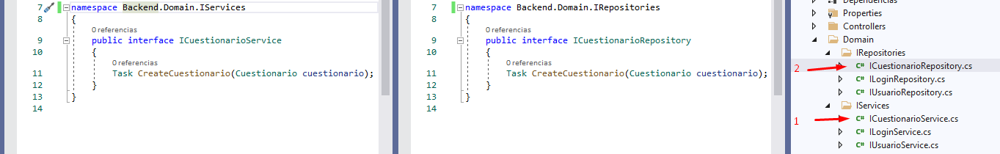 7 namespace Backend.Domain.IServices
8 {
0 referencias
9 public interface ICuestionarioService
10 {
0 referencias
11 Task CreateCuestionario(Cuestionario cuestionario);
12 }
13 }
14
7 namespace Backend.Domain.IRepositories
8 {
0 referencias
9 public interface ICuestionarioRepository
10 {
0 referencias
11 Task CreateCuestionario(Cuestionario cuestionario);
12 }
13 }
14
Dependencias
Properties
Controllers
Domain
IRepositories
2 C# ICuestionarioRepository.cs
C# ILoginRepository.cs
C# IUsuarioRepository.cs
IServices
1 C# ICuestionarioService.cs
C# ILoginService.cs
C# IUsuarioService.cs